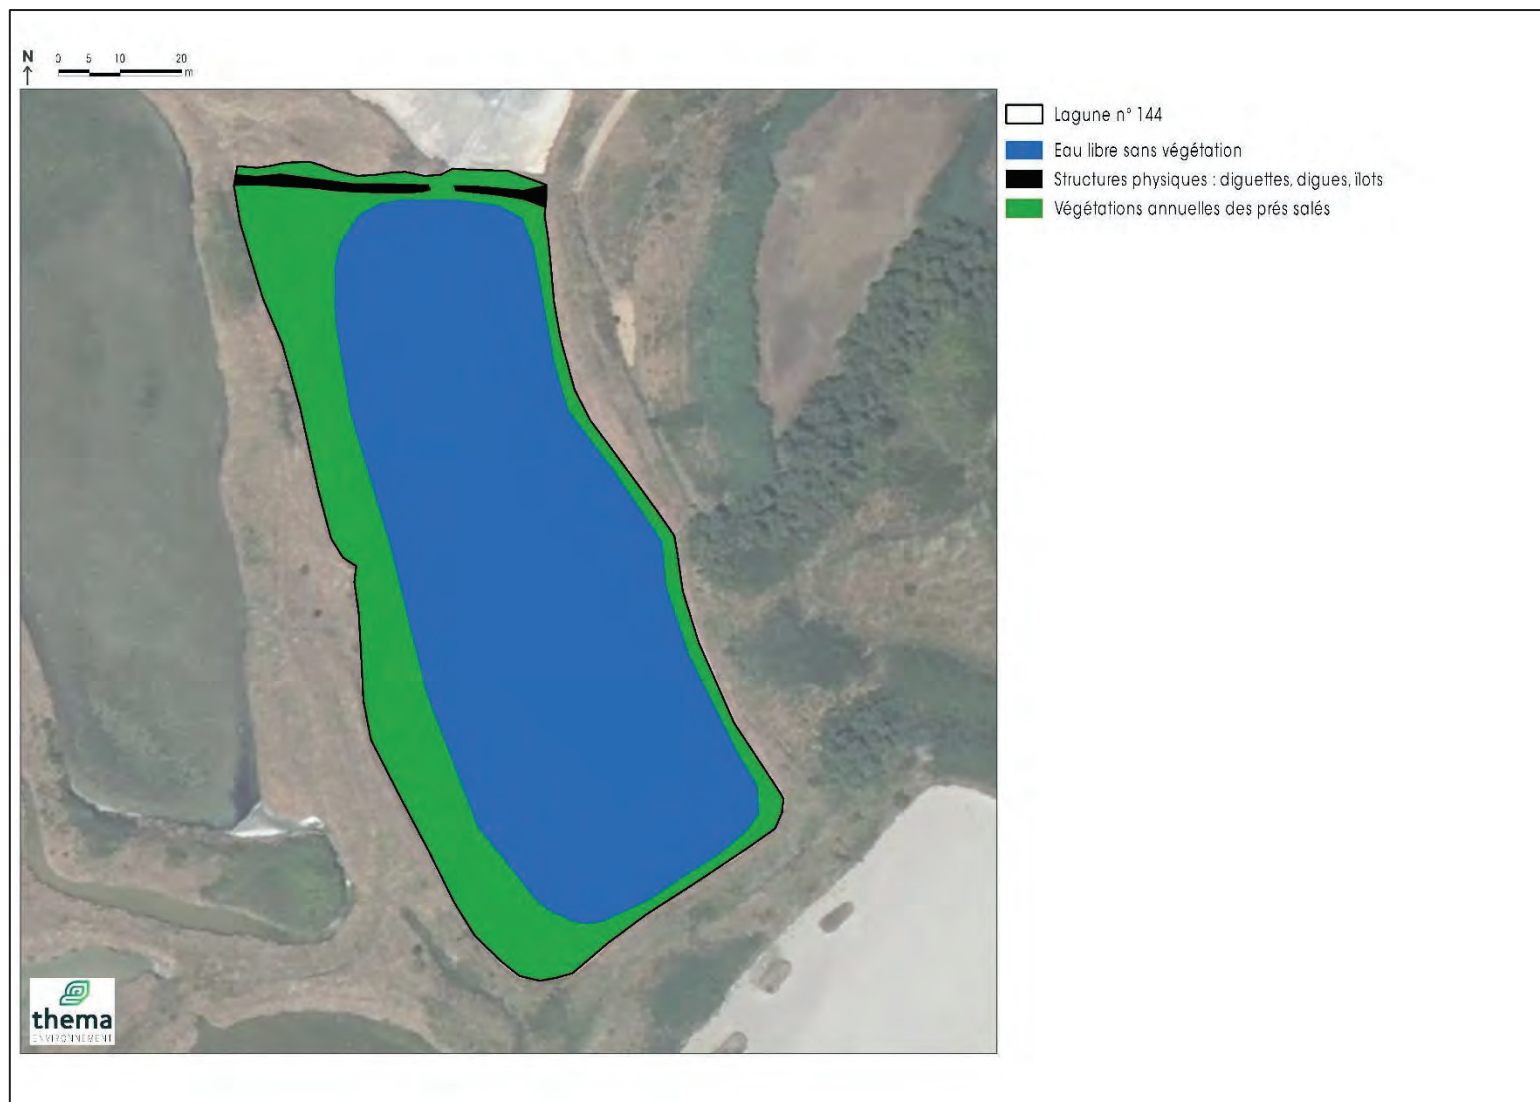 N
0 5 10 20
m
Lagune n° 144
Eau libre sans végétation
Structures physiques : diguettes, digues, îlots
Végétations annuelles des prés salés
thema
ENVIRONNEMENT